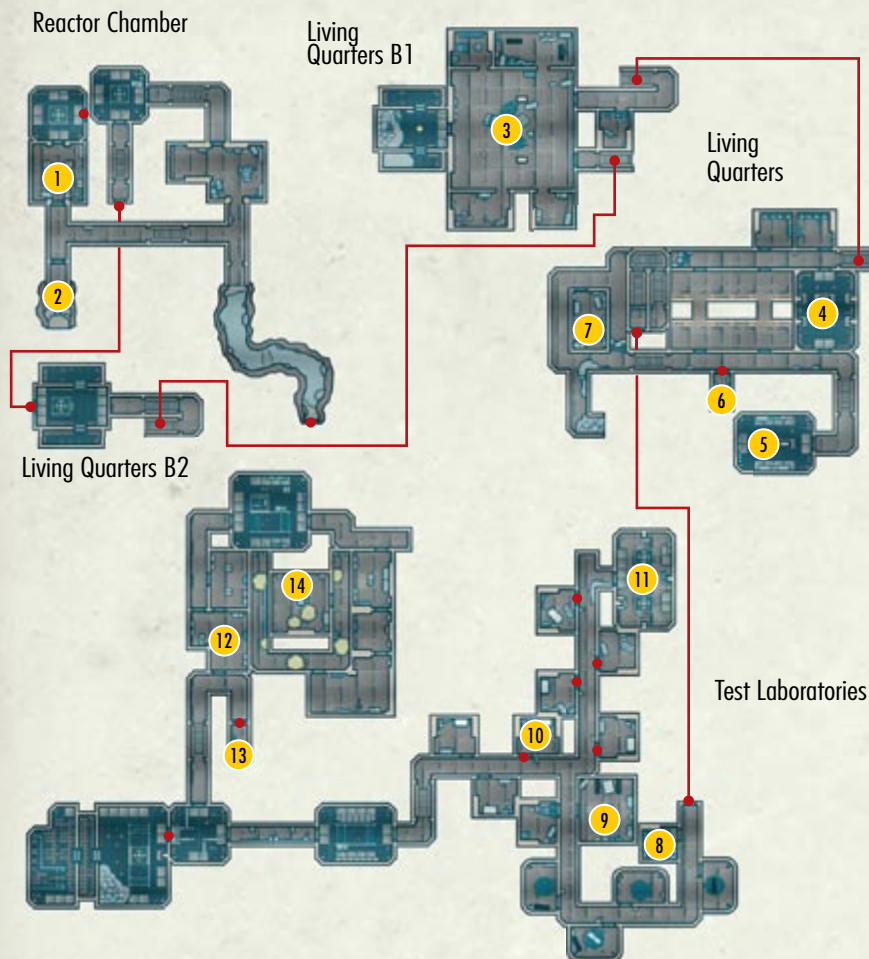 Reactor Chamber
1
2
Living
Quarters B1
3
Living
Quarters
4
7
6
5
Living Quarters B2
14
12
13
11
Test Laboratories
10
9
8